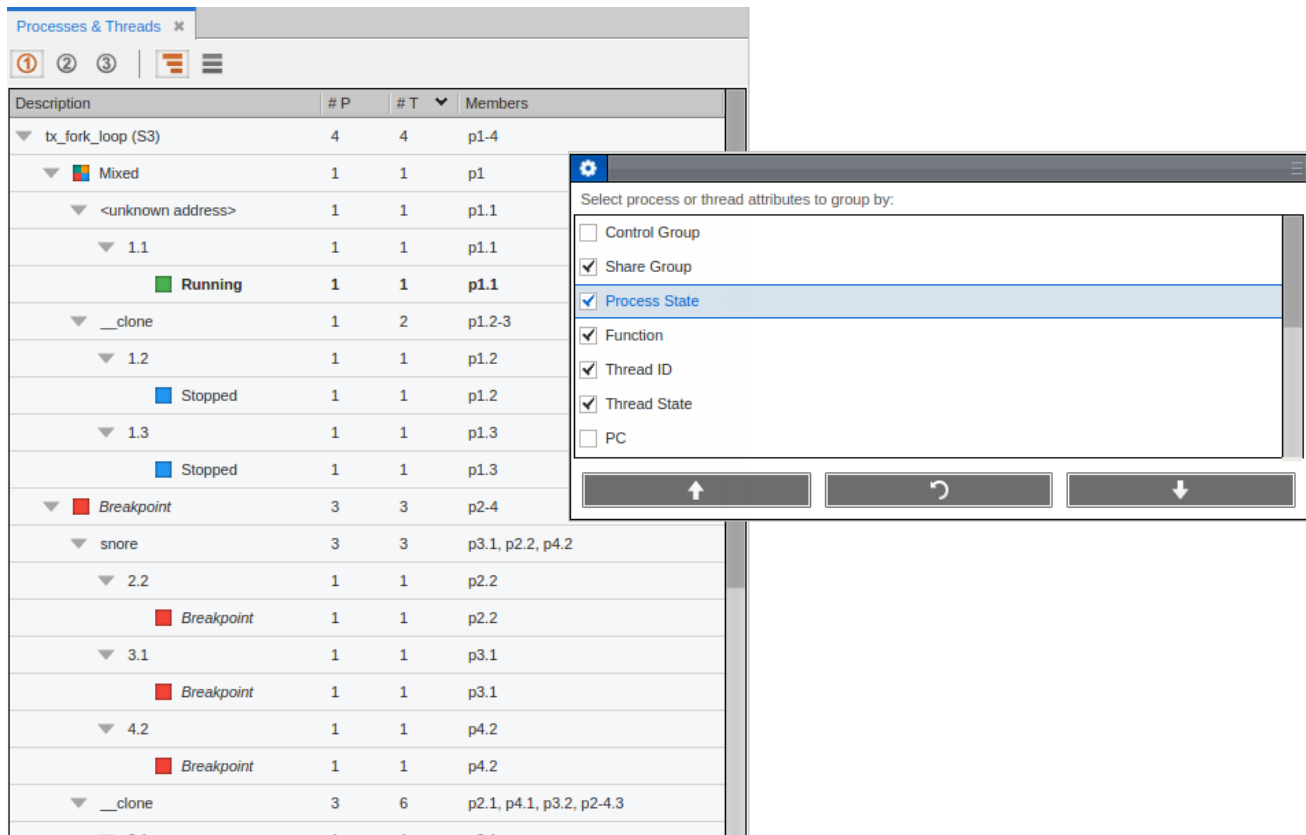 Processes & Threads
① ② ③
Description # P # T Members
tx_fork_loop (S3) 4 4 p1-4
Mixed 1 1 p1
<unknown address> 1 1 p1.1
1.1 1 1 p1.1
Running 1 1 p1.1
__clone 1 2 p1.2-3
1.2 1 1 p1.2
Stopped 1 1 p1.2
1.3 1 1 p1.3
Stopped 1 1 p1.3
Breakpoint 3 3 p2-4
snore 3 3 p3.1, p2.2, p4.2
2.2 1 1 p2.2
Breakpoint 1 1 p2.2
3.1 1 1 p3.1
Breakpoint 1 1 p3.1
4.2 1 1 p4.2
Breakpoint 1 1 p4.2
__clone 3 6 p2.1, p4.1, p3.2, p2-4.3
Select process or thread attributes to group by:
Control Group
Share Group
Process State
Function
Thread ID
Thread State
PC